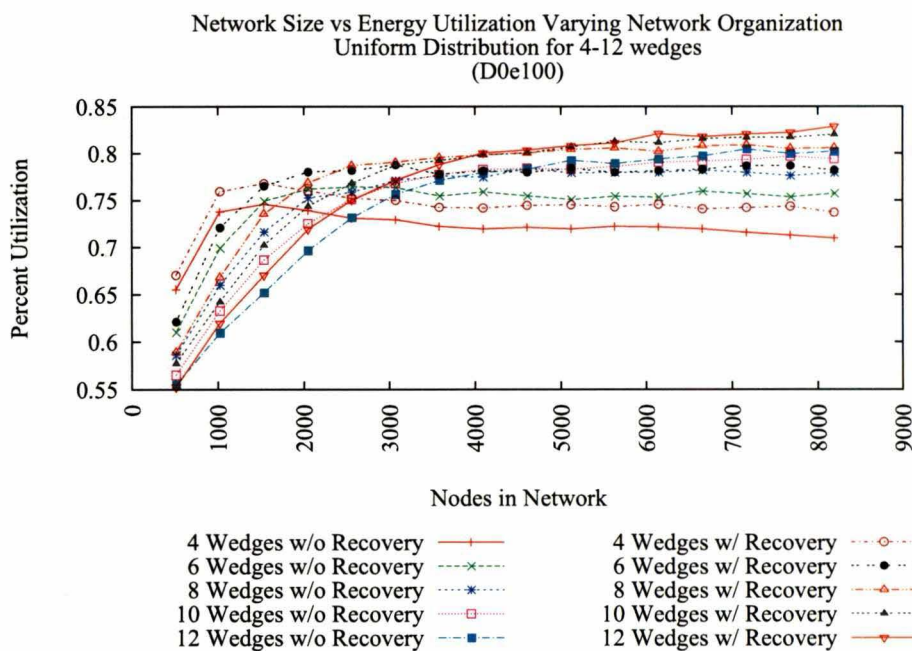 Network Size vs Energy Utilization Varying Network Organization
Uniform Distribution for 4-12 wedges
(D0e100)
Percent Utilization
0.85
0.8
0.75
0.7
0.65
0.6
0.55
0
1000
2000
3000
4000
5000
6000
7000
8000
9000
Nodes in Network
4 Wedges w/o Recovery
6 Wedges w/o Recovery
8 Wedges w/o Recovery
10 Wedges w/o Recovery
12 Wedges w/o Recovery
4 Wedges w/ Recovery
6 Wedges w/ Recovery
8 Wedges w/ Recovery
10 Wedges w/ Recovery
12 Wedges w/ Recovery